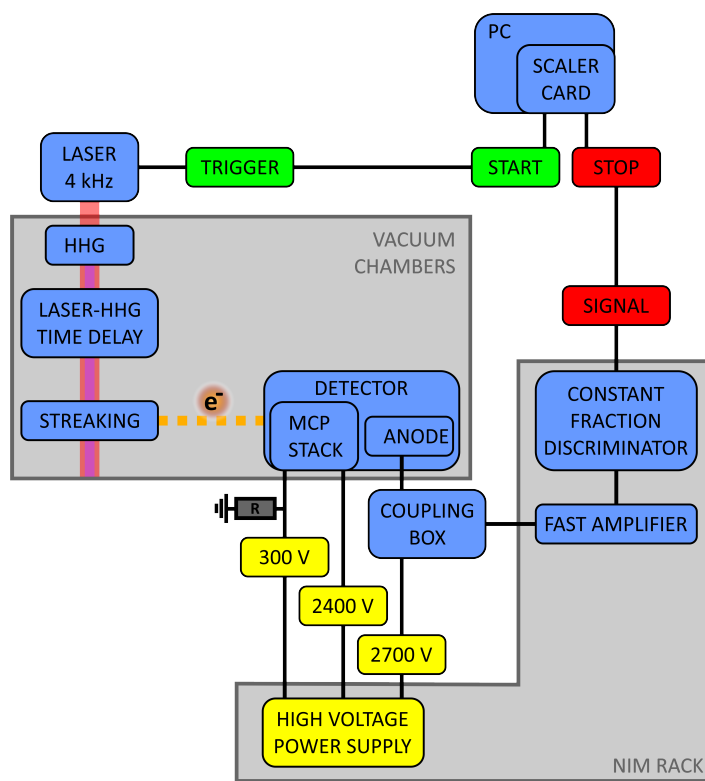 PC
SCALER
CARD
LASER
4 kHz
TRIGGER
START
STOP
HHG
VACUUM
CHAMBERS
LASER-HHG
TIME DELAY
SIGNAL
STREAKING
e-
DETECTOR
MCP
STACK
ANODE
CONSTANT
FRACTION
DISCRIMINATOR
R
COUPLING
BOX
FAST AMPLIFIER
300 V
2400 V
2700 V
HIGH VOLTAGE
POWER SUPPLY
NIM RACK